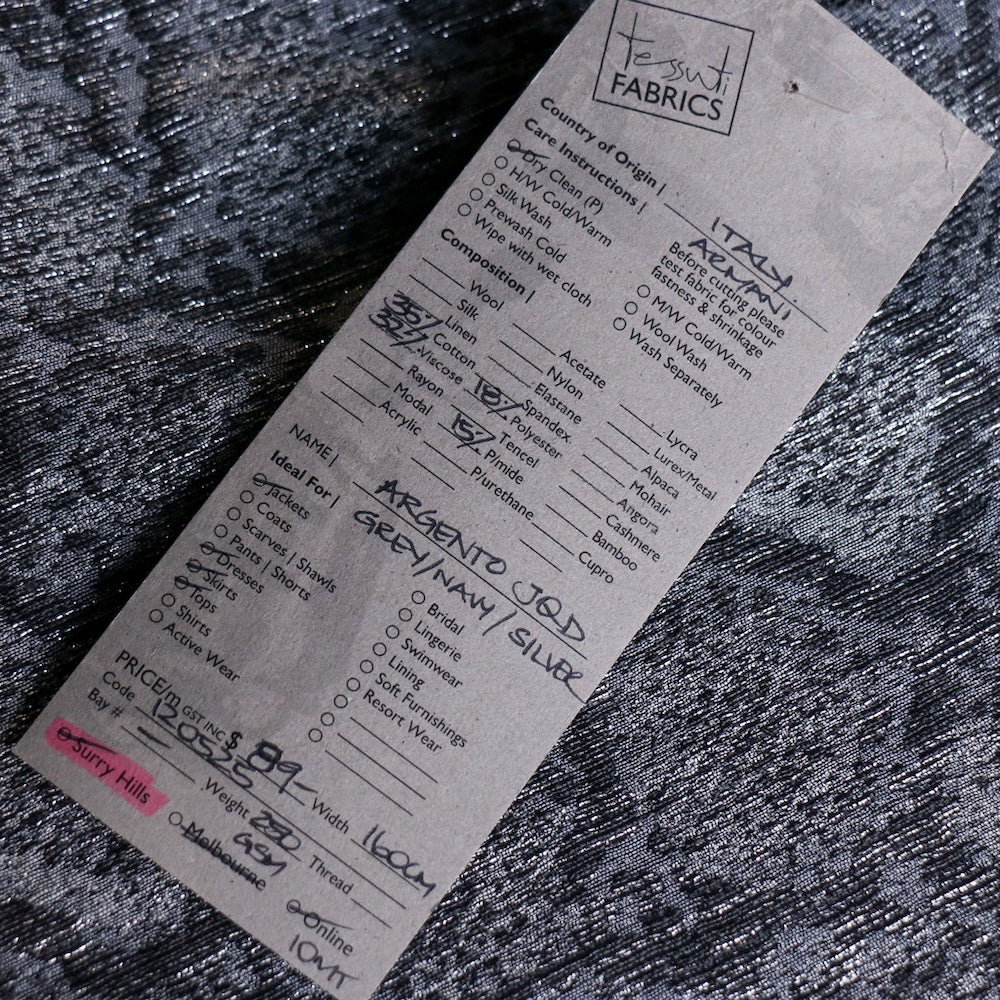 tessuti
FABRICS
Country of Origin | ITALY
ARMANI
Care Instructions |
Before cutting please
test fabric for colour
fastness & shrinkage
Dry Clean (P)
H/W Cold/Warm
Silk Wash
Prewash Cold
Wipe with wet cloth
M/W Cold/Warm
Wool Wash
Wash Separately
Composition |
Wool
Silk
Linen
35% Cotton
32% Viscose
Rayon
Modal
Acrylic
Acetate
Nylon
Elastane
Spandex
18% Polyester
Tencel
15% P/mide
P/urethane
Lycra
Lurex/Metal
Alpaca
Mohair
Angora
Cashmere
Bamboo
Cupro
NAME | ARGENTO JQD
GREY/NAVY/SILVER
Ideal For |
Jackets
Coats
Scarves | Shawls
Pants | Shorts
Dresses
Skirts
Tops
Shirts
Active Wear
Bridal
Lingerie
Swimwear
Lining
Soft Furnishings
Resort Wear
PRICE/m GST INC $ 89- Width 160CM
Code 120535 Weight GSM Thread
Bay #
Surry Hills
Melbourne
Online
10MT